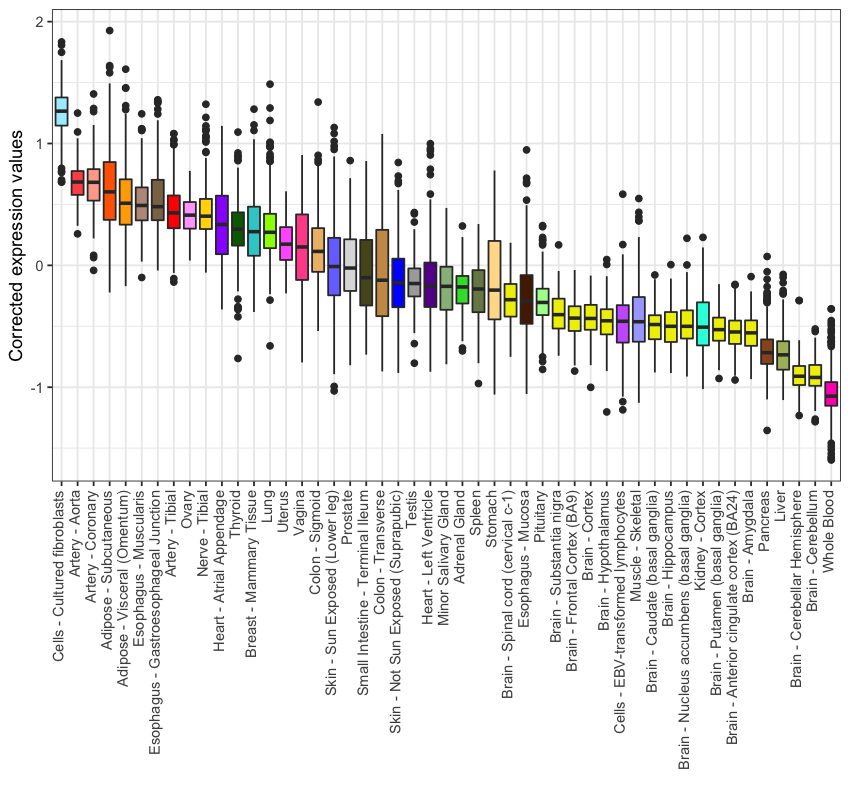 2
1
0
-1
Corrected expression values
Cells - Cultured fibroblasts
Artery - Aorta
Artery - Coronary
Adipose - Subcutaneous
Adipose - Visceral (Omentum)
Esophagus - Muscularis
Esophagus - Gastroesophageal Junction
Artery - Tibial
Ovary
Nerve - Tibial
Heart - Atrial Appendage
Thyroid
Breast - Mammary Tissue
Lung
Uterus
Vagina
Colon - Sigmoid
Skin - Sun Exposed (Lower leg)
Prostate
Small Intestine - Terminal Ileum
Colon - Transverse
Skin - Not Sun Exposed (Suprapubic)
Testis
Heart - Left Ventricle
Minor Salivary Gland
Adrenal Gland
Spleen
Stomach
Brain - Spinal cord (cervical c-1)
Esophagus - Mucosa
Pituitary
Brain - Substantia nigra
Brain - Frontal Cortex (BA9)
Brain - Cortex
Brain - Hypothalamus
Cells - EBV-transformed lymphocytes
Muscle - Skeletal
Brain - Caudate (basal ganglia)
Brain - Hippocampus
Brain - Nucleus accumbens (basal ganglia)
Kidney - Cortex
Brain - Putamen (basal ganglia)
Brain - Anterior cingulate cortex (BA24)
Brain - Amygdala
Pancreas
Liver
Brain - Cerebellar Hemisphere
Brain - Cerebellum
Whole Blood